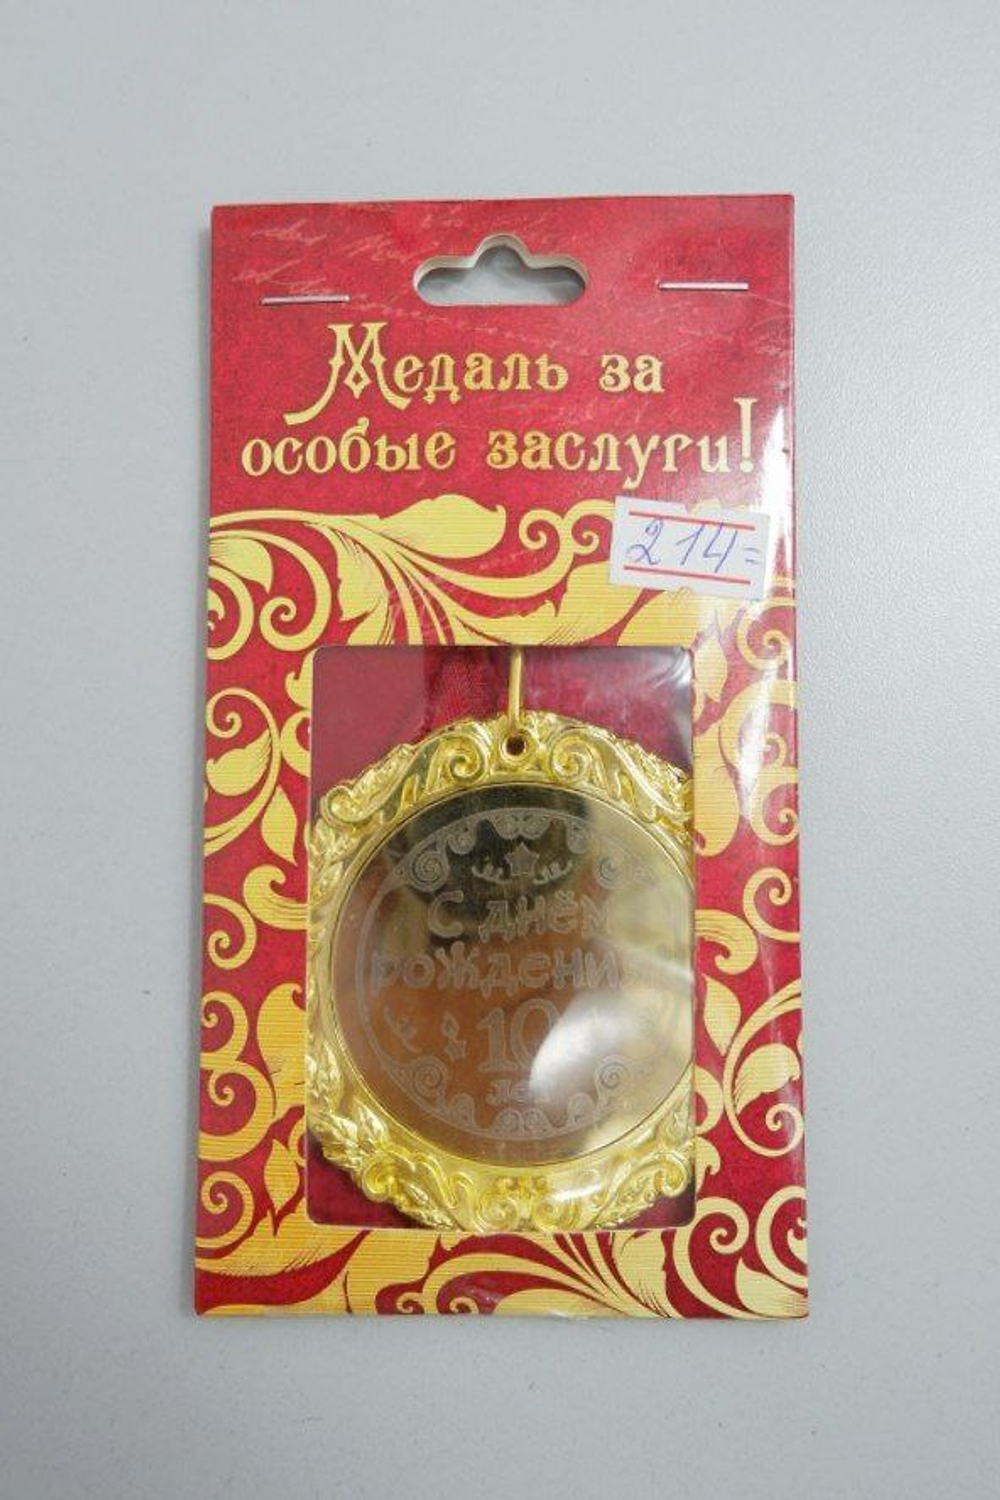 Медаль за
особые заслуги!
214=
С днём
рождения
10
лет